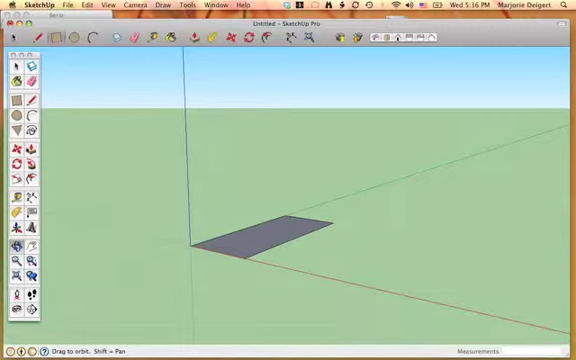 SketchUp File Edit View Camera Draw Tools Window Help
Wed 5:36 PM Marjorie Deigert
Untitled – SketchUp Pro
Drag to orbit. Shift = Pan
Measurements